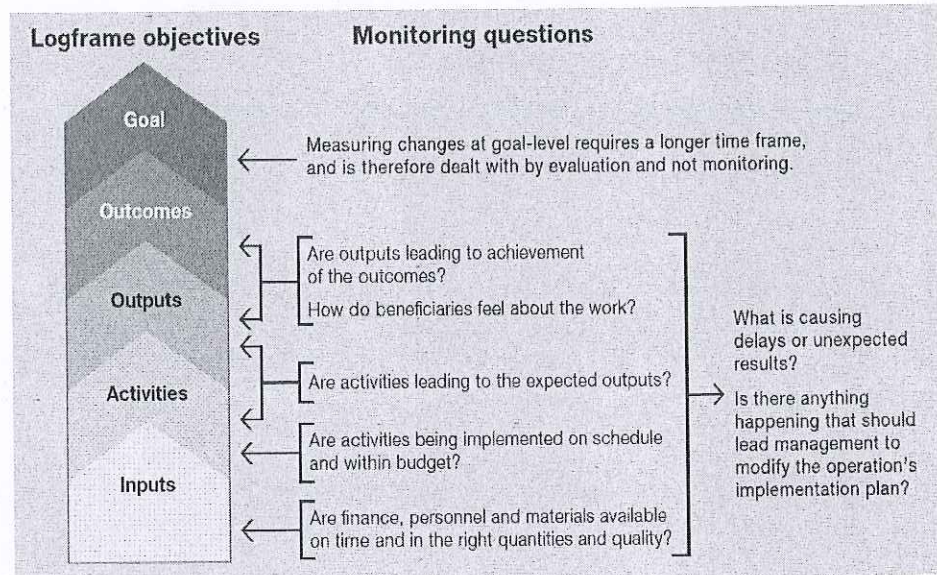 Logframe objectives
Monitoring questions
Goal
Measuring changes at goal-level requires a longer time frame,
and is therefore dealt with by evaluation and not monitoring.
Outcomes
Are outputs leading to achievement
of the outcomes?
How do beneficiaries feel about the work?
Outputs
Are activities leading to the expected outputs?
Activities
Are activities being implemented on schedule
and within budget?
Inputs
Are finance, personnel and materials available
on time and in the right quantities and quality?
What is causing
delays or unexpected
results?
Is there anything
happening that should
lead management to
modify the operation's
implementation plan?